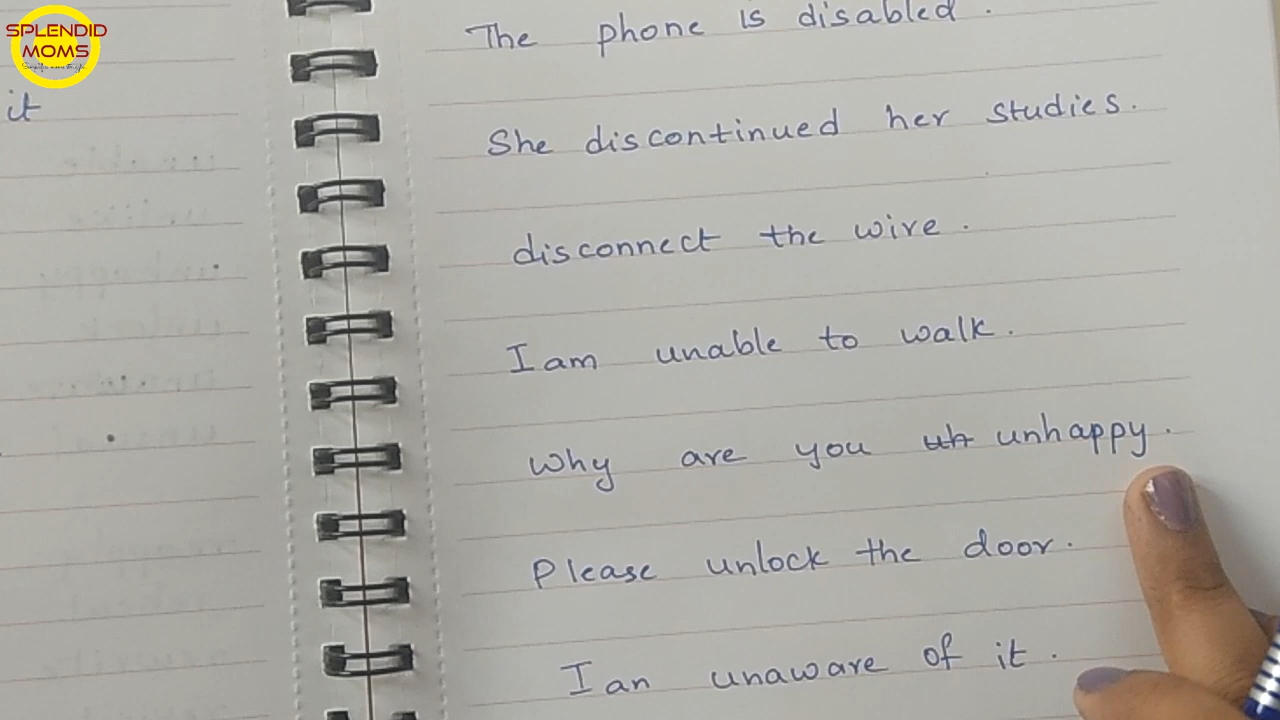 SPLENDID
MOMS
it
The phone is disabled.
She discontinued her studies.
disconnect the wire.
I am unable to walk.
Why are you uh unhappy.
Please unlock the door.
I an unaware of it.